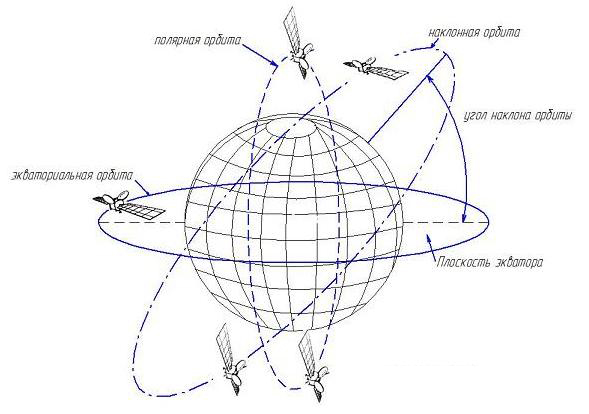 полярная орбита
наклонная орбита
угол наклона орбиты
экваториальная орбита
Плоскость экватора